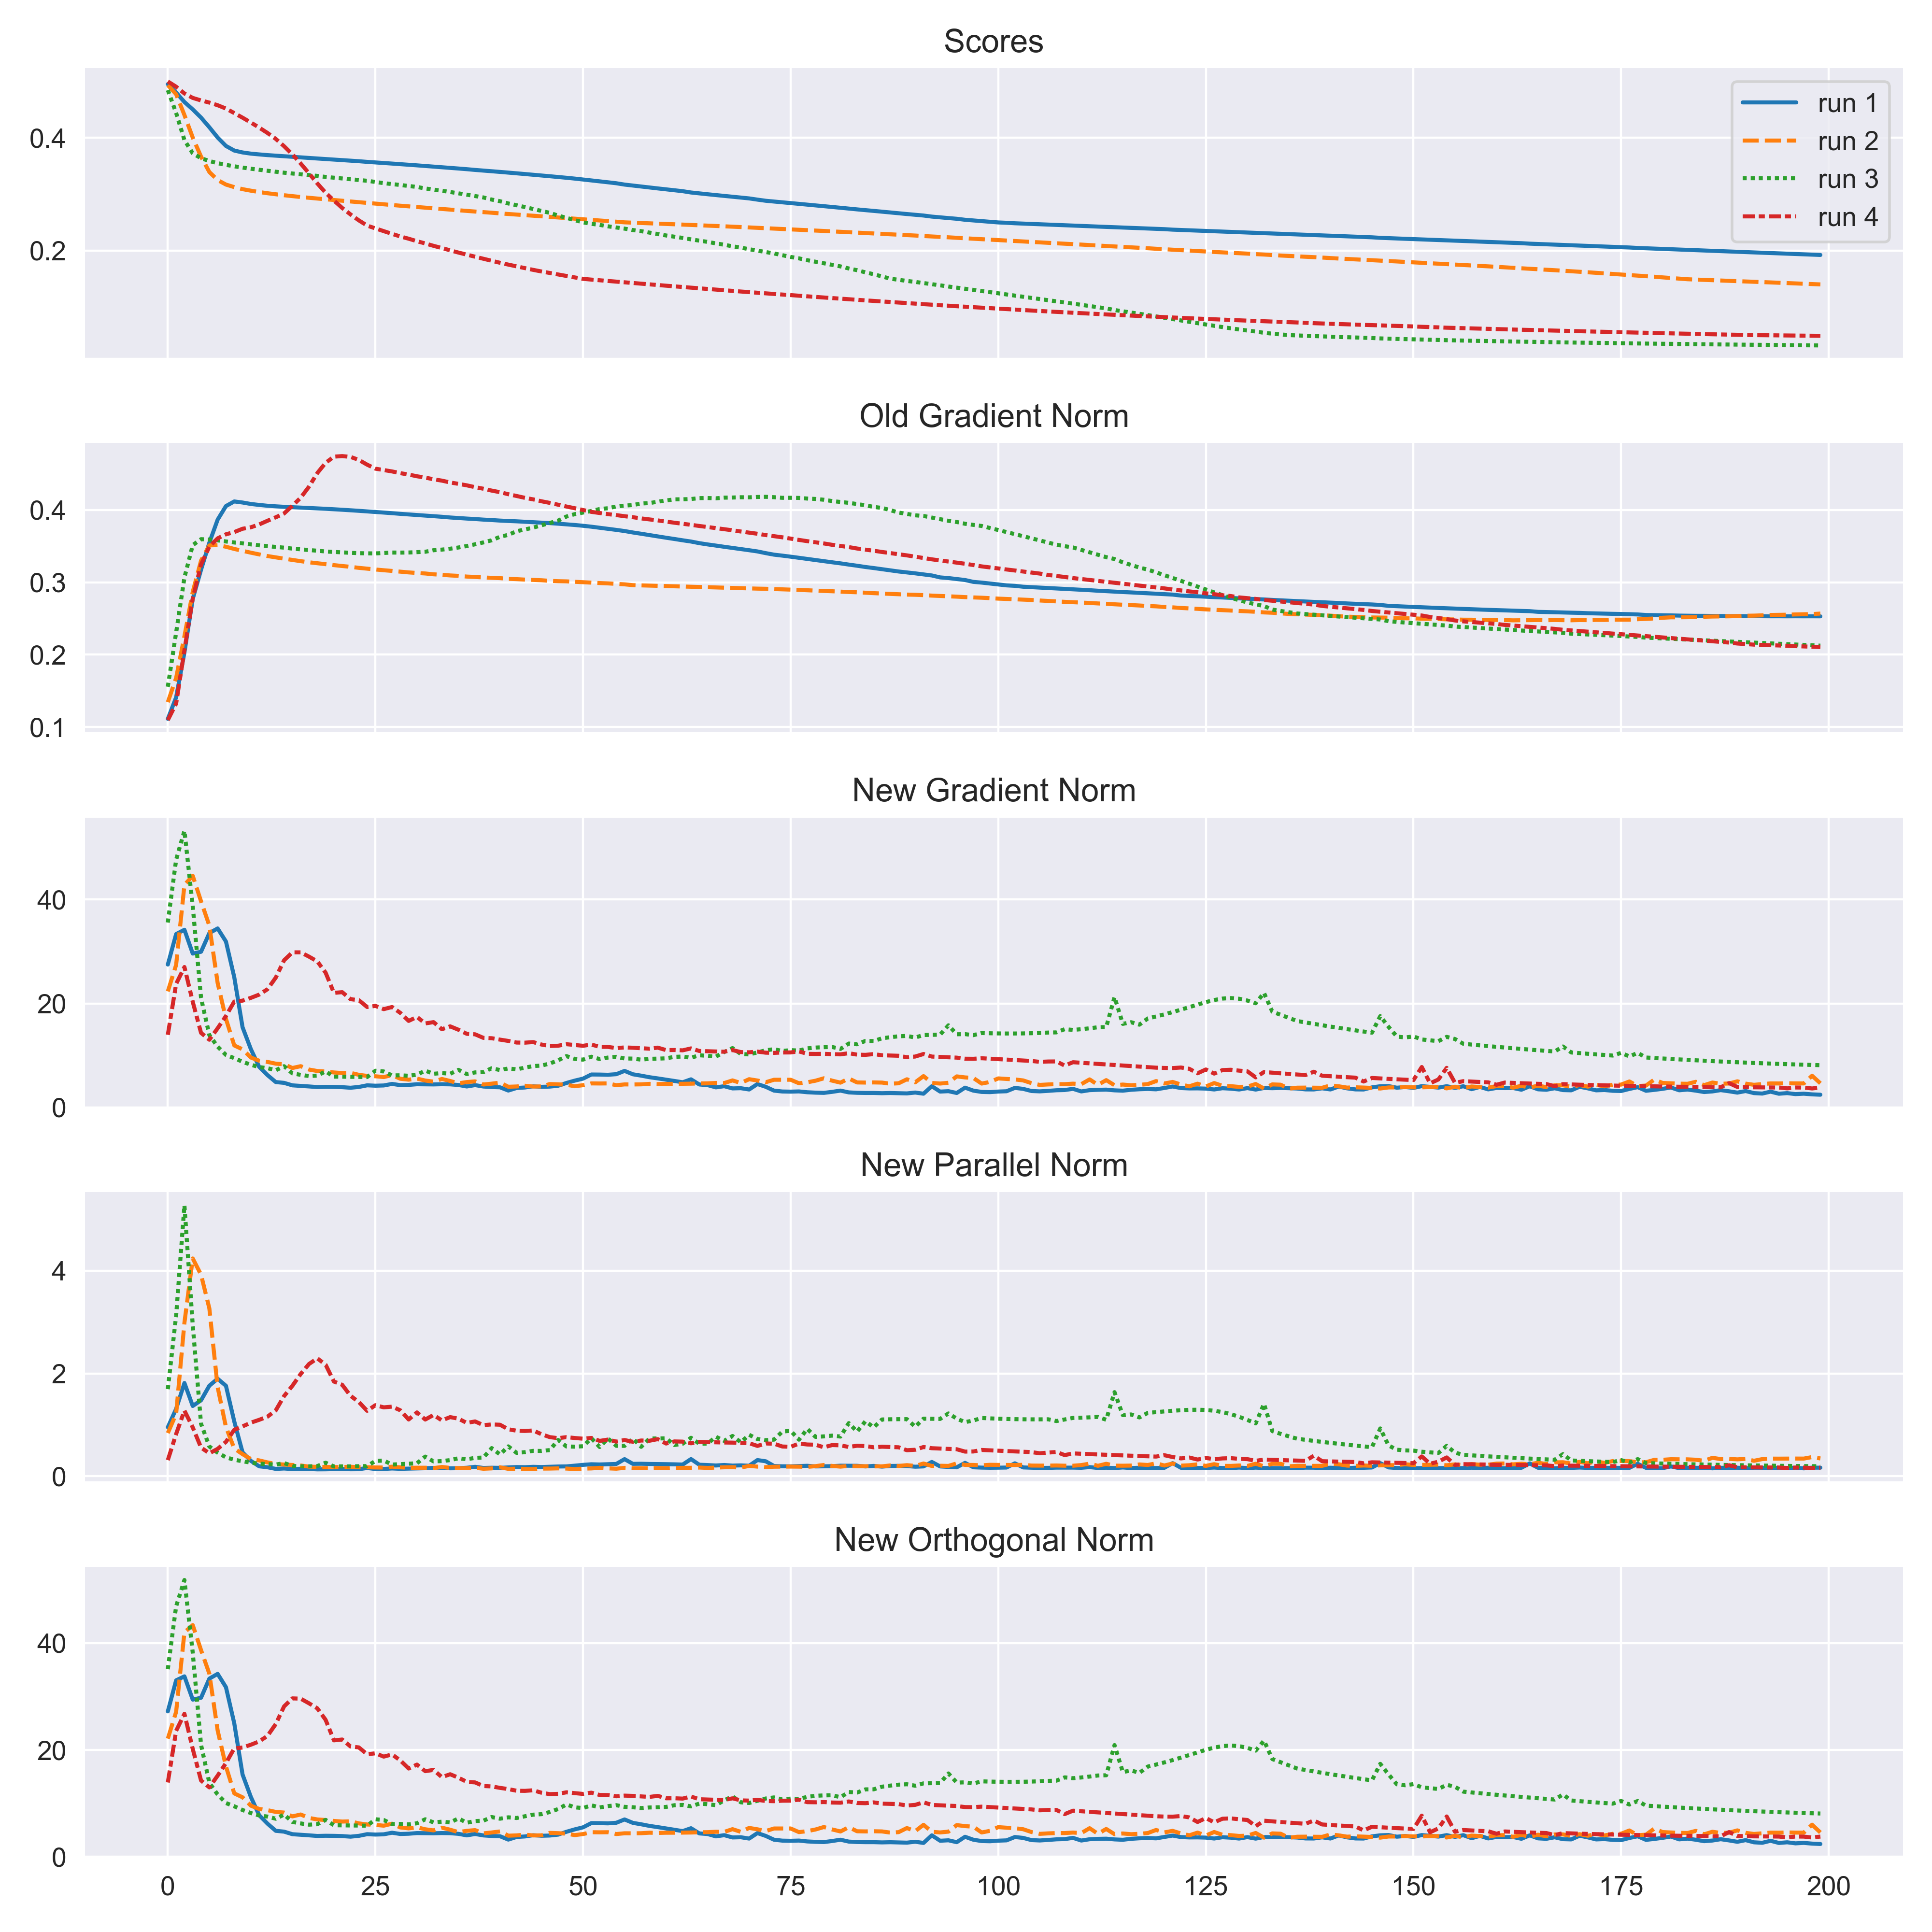 Scores
0.4
0.2
run 1
run 2
run 3
run 4
Old Gradient Norm
0.4
0.3
0.2
0.1
New Gradient Norm
40
20
0
New Parallel Norm
4
2
0
New Orthogonal Norm
40
20
0
0 25 50 75 100 125 150 175 200